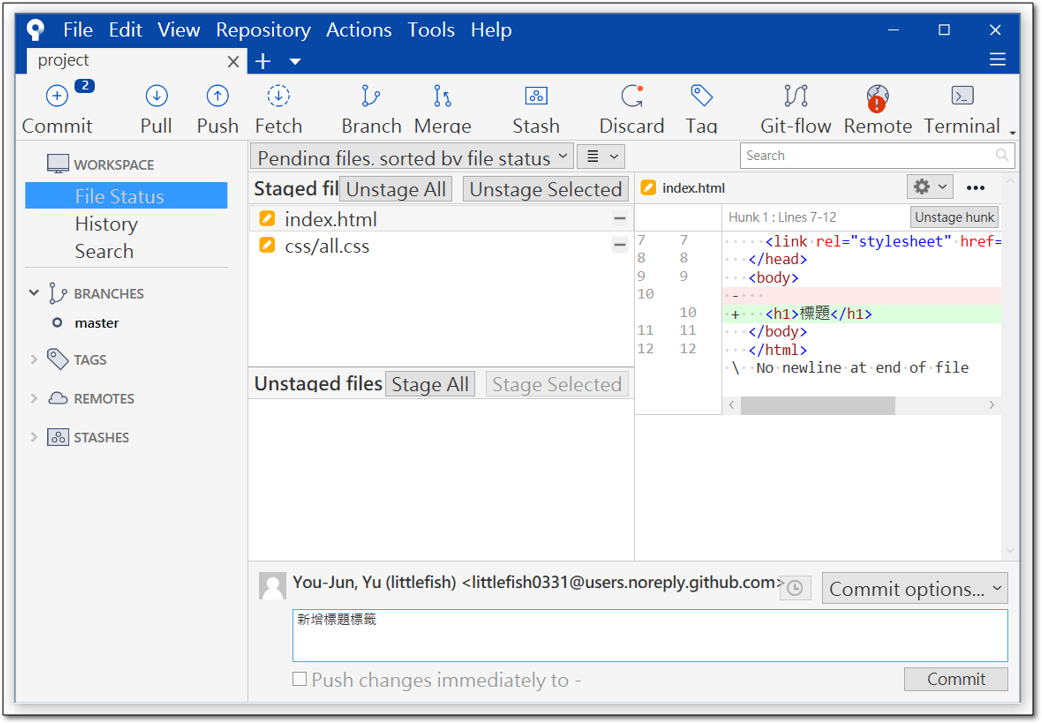 File Edit View Repository Actions Tools Help
project
2
Commit Pull Push Fetch Branch Merge Stash Discard Tag Git-flow Remote Terminal
WORKSPACE
File Status
History
Search
BRANCHES
master
TAGS
REMOTES
STASHES
Pending files, sorted by file status
Search
Staged fil Unstage All Unstage Selected
index.html
css/all.css
Unstaged files Stage All Stage Selected
index.html
Hunk 1 : Lines 7-12 Unstage hunk
7 7 <link rel="stylesheet" href=
8 8 </head>
9 9 <body>
10 -
10 + <h1>標題</h1>
11 11 </body>
12 12 </html>
\ No newline at end of file
You-Jun, Yu (littlefish) <littlefish0331@users.noreply.github.com>
Commit options...
新增標題標籤
Push changes immediately to -
Commit